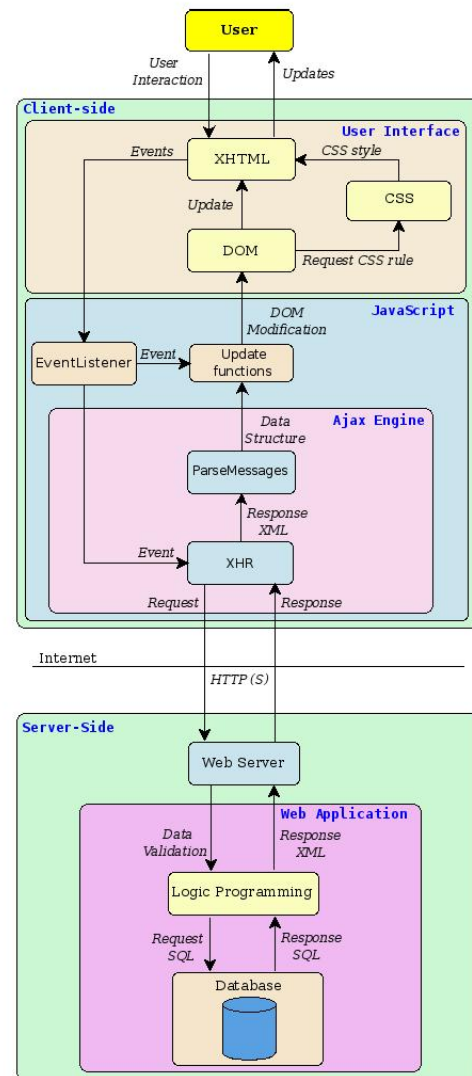 User
User
Interaction
Updates
Client-side
User Interface
Events
XHTML
CSS style
CSS
Update
DOM
Request CSS rule
JavaScript
DOM
Modification
EventListener
Event
Update
functions
Ajax Engine
Data
Structure
ParseMessages
Response
XML
Event
XHR
Request
Response
Internet
HTTP (S)
Server-Side
Web Server
Web Application
Data
Validation
Response
XML
Logic Programming
Request
SQL
Response
SQL
Database